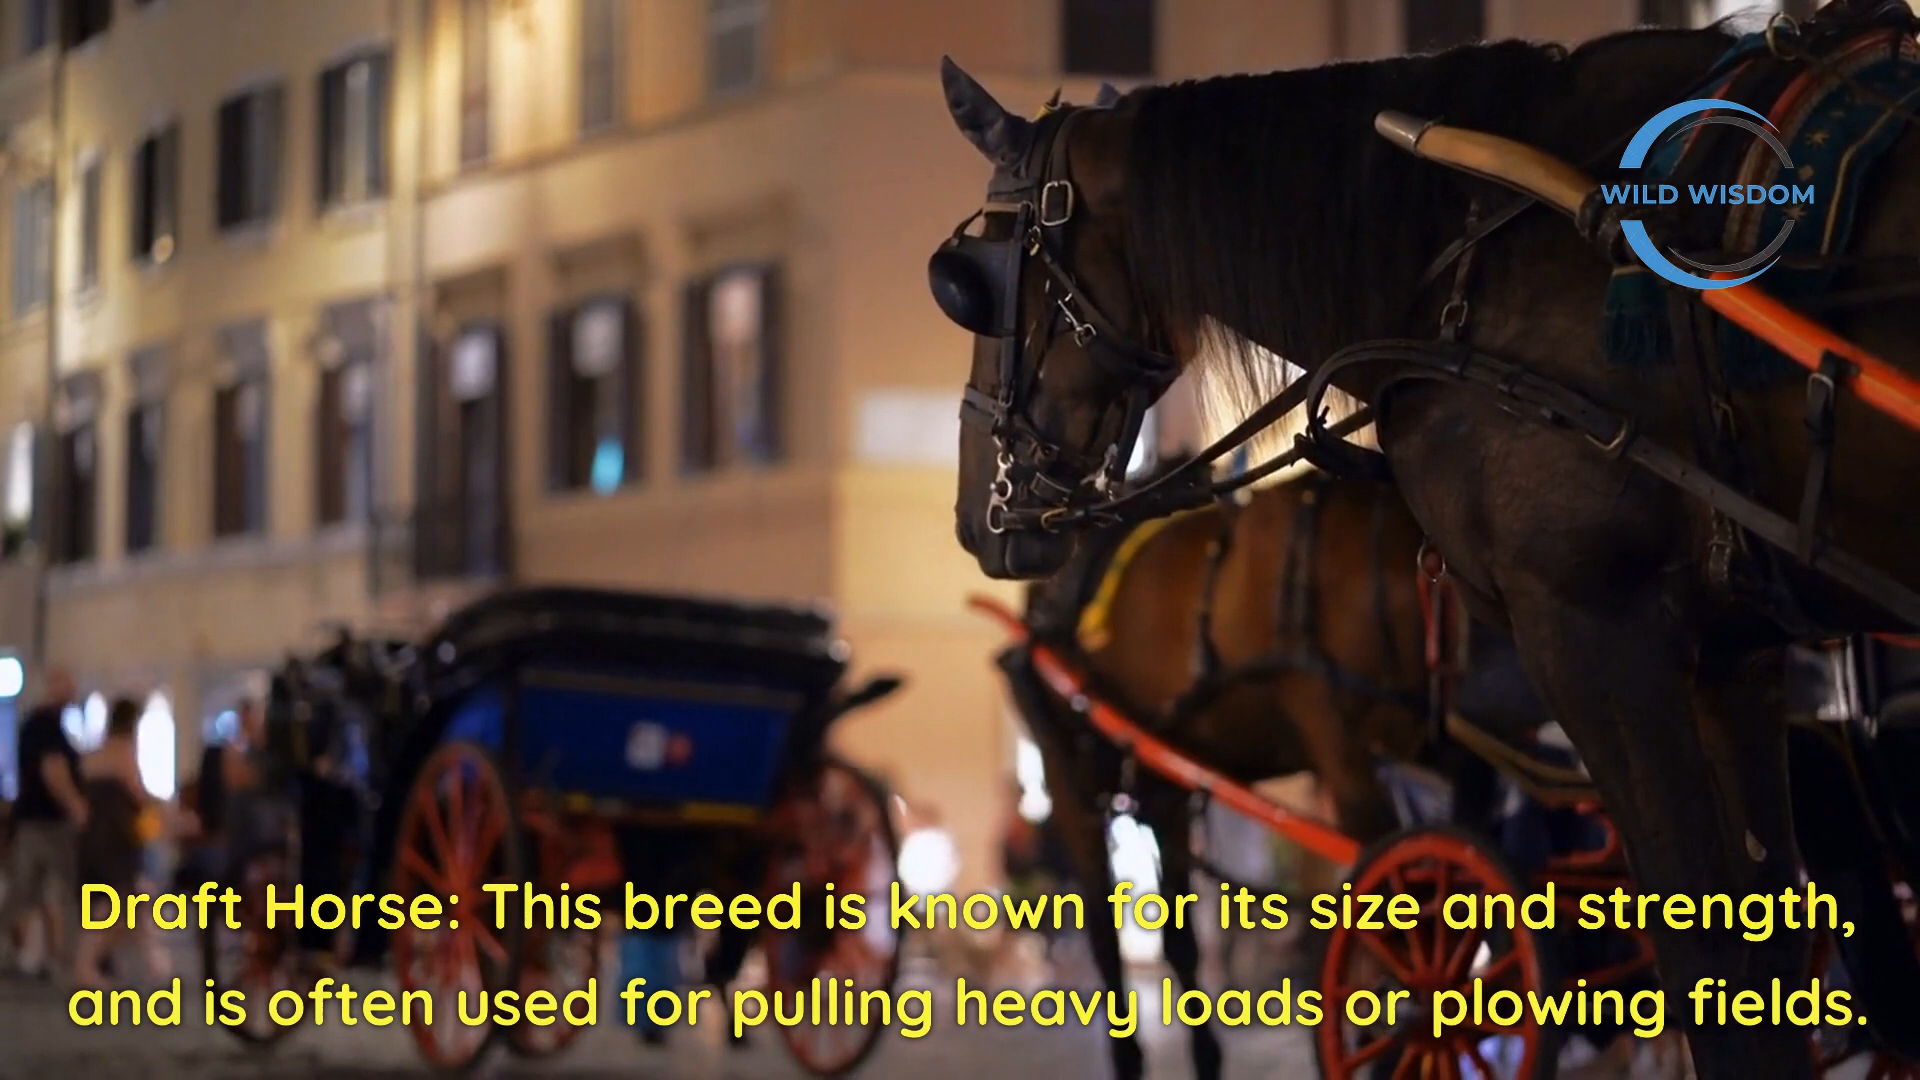 WILD WISDOM
Draft Horse: This breed is known for its size and strength,
and is often used for pulling heavy loads or plowing fields.